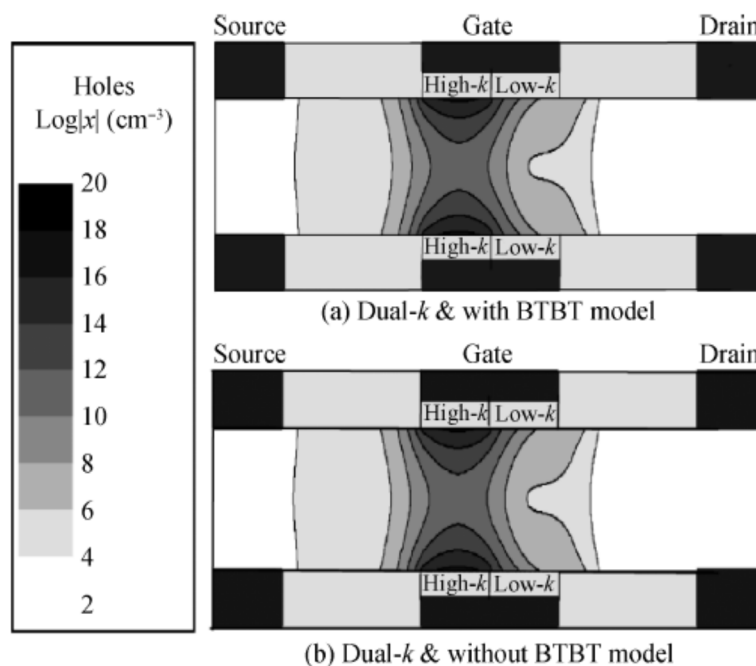 Holes
Log|x| (cm⁻³)
20
18
16
14
12
10
8
6
4
2
Source Gate Drain
High-k Low-k
High-k Low-k
(a) Dual-k & with BTBT model
Source Gate Drain
High-k Low-k
High-k Low-k
(b) Dual-k & without BTBT model